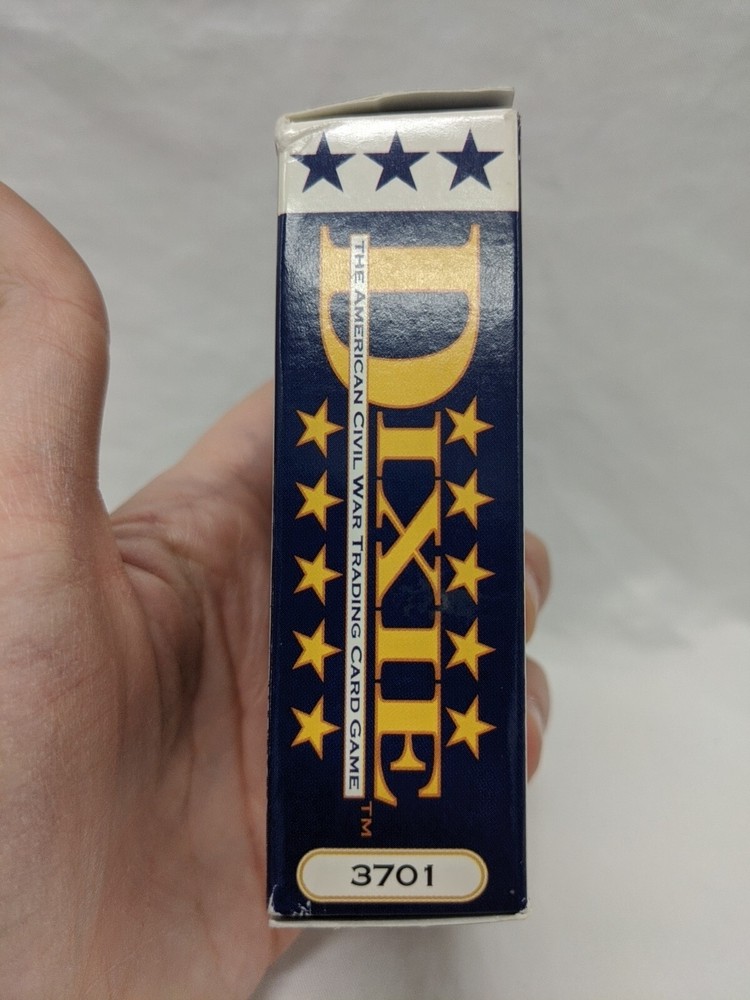 DIXIE
THE AMERICAN CIVIL WAR TRADING CARD GAME
TM
3701